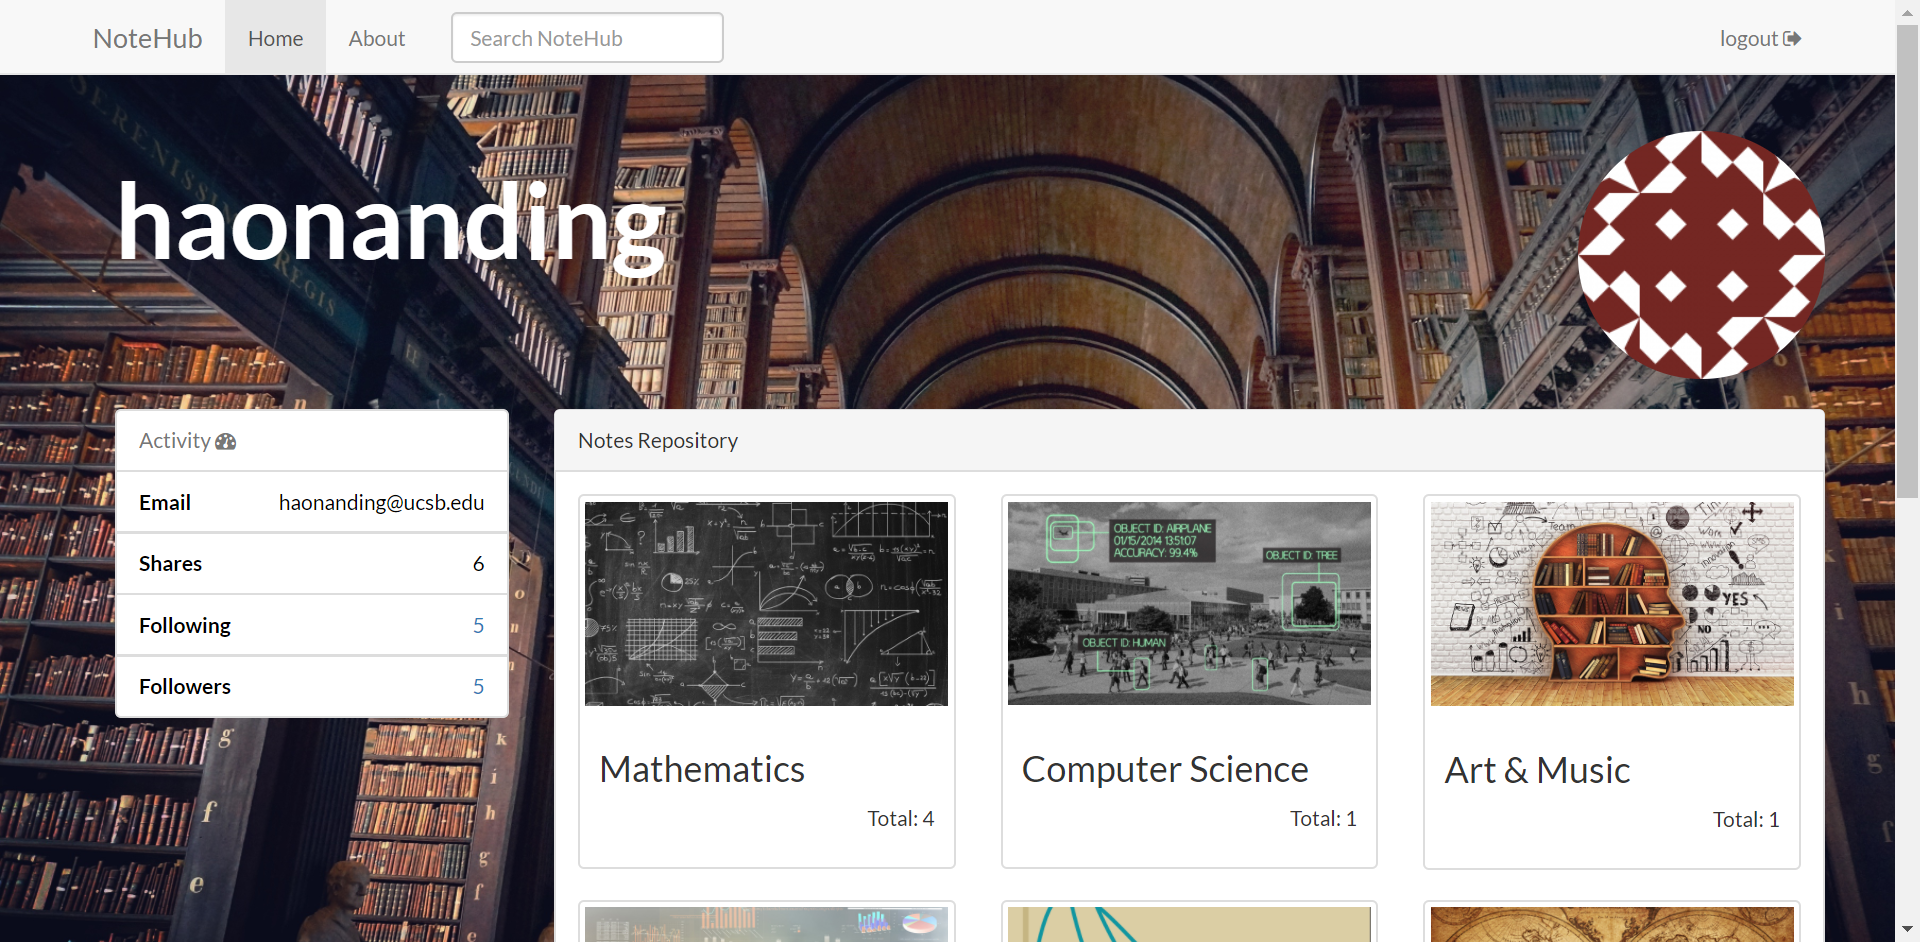 NoteHub Home About Search NoteHub logout
haonanding
Activity
Email haonanding@ucsb.edu
Shares 6
Following 5
Followers 5
Notes Repository
OBJECT ID: AIRPLANE
01/15/2014 13:51:07
ACCURACY: 99.4%
OBJECT ID: TREE
OBJECT ID: HUMAN
YES
NO
Mathematics
Total: 4
Computer Science
Total: 1
Art & Music
Total: 1